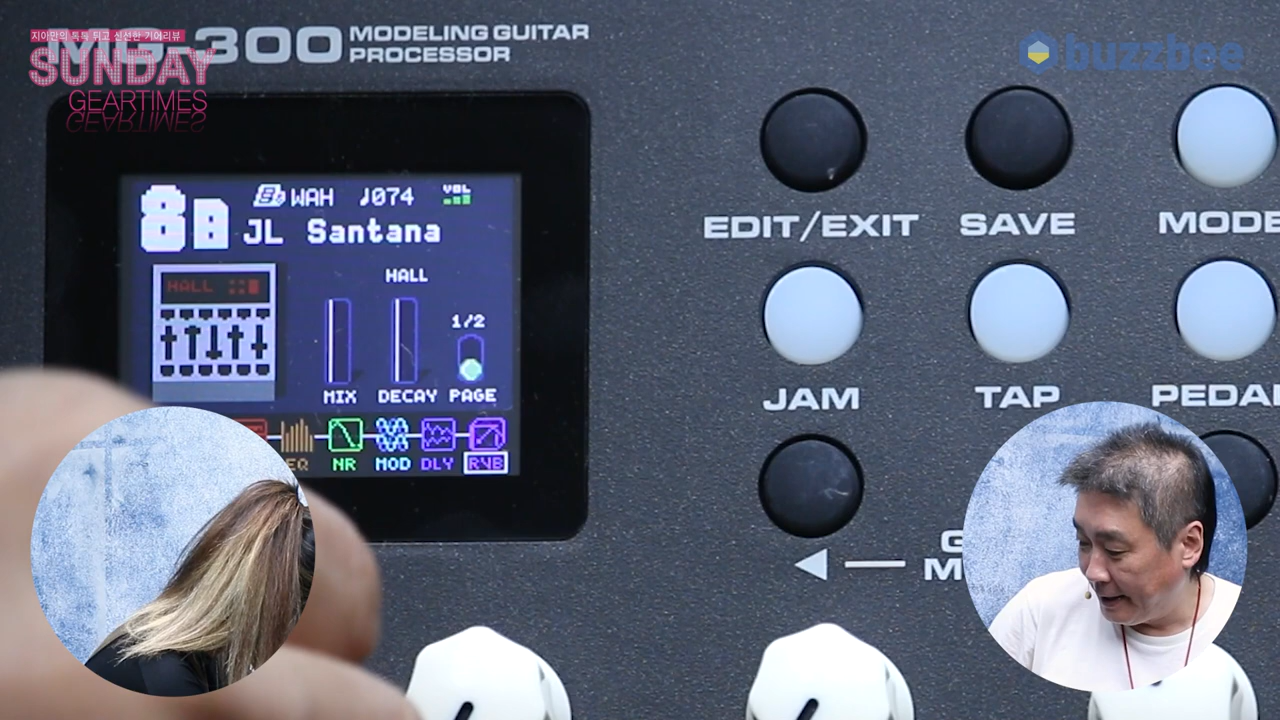 지아만의 톡톡 튀고 신선한 기어리뷰
SUNDAY
GEARTIMES
MG-300 MODELING GUITAR
PROCESSOR
buzzbee
8B WAH ♩074 VOL
JL Santana
HALL
HALL
1/2
MIX DECAY PAGE
EQ NR MOD DLY RVB
EDIT/EXIT SAVE MODE
JAM TAP PEDAL